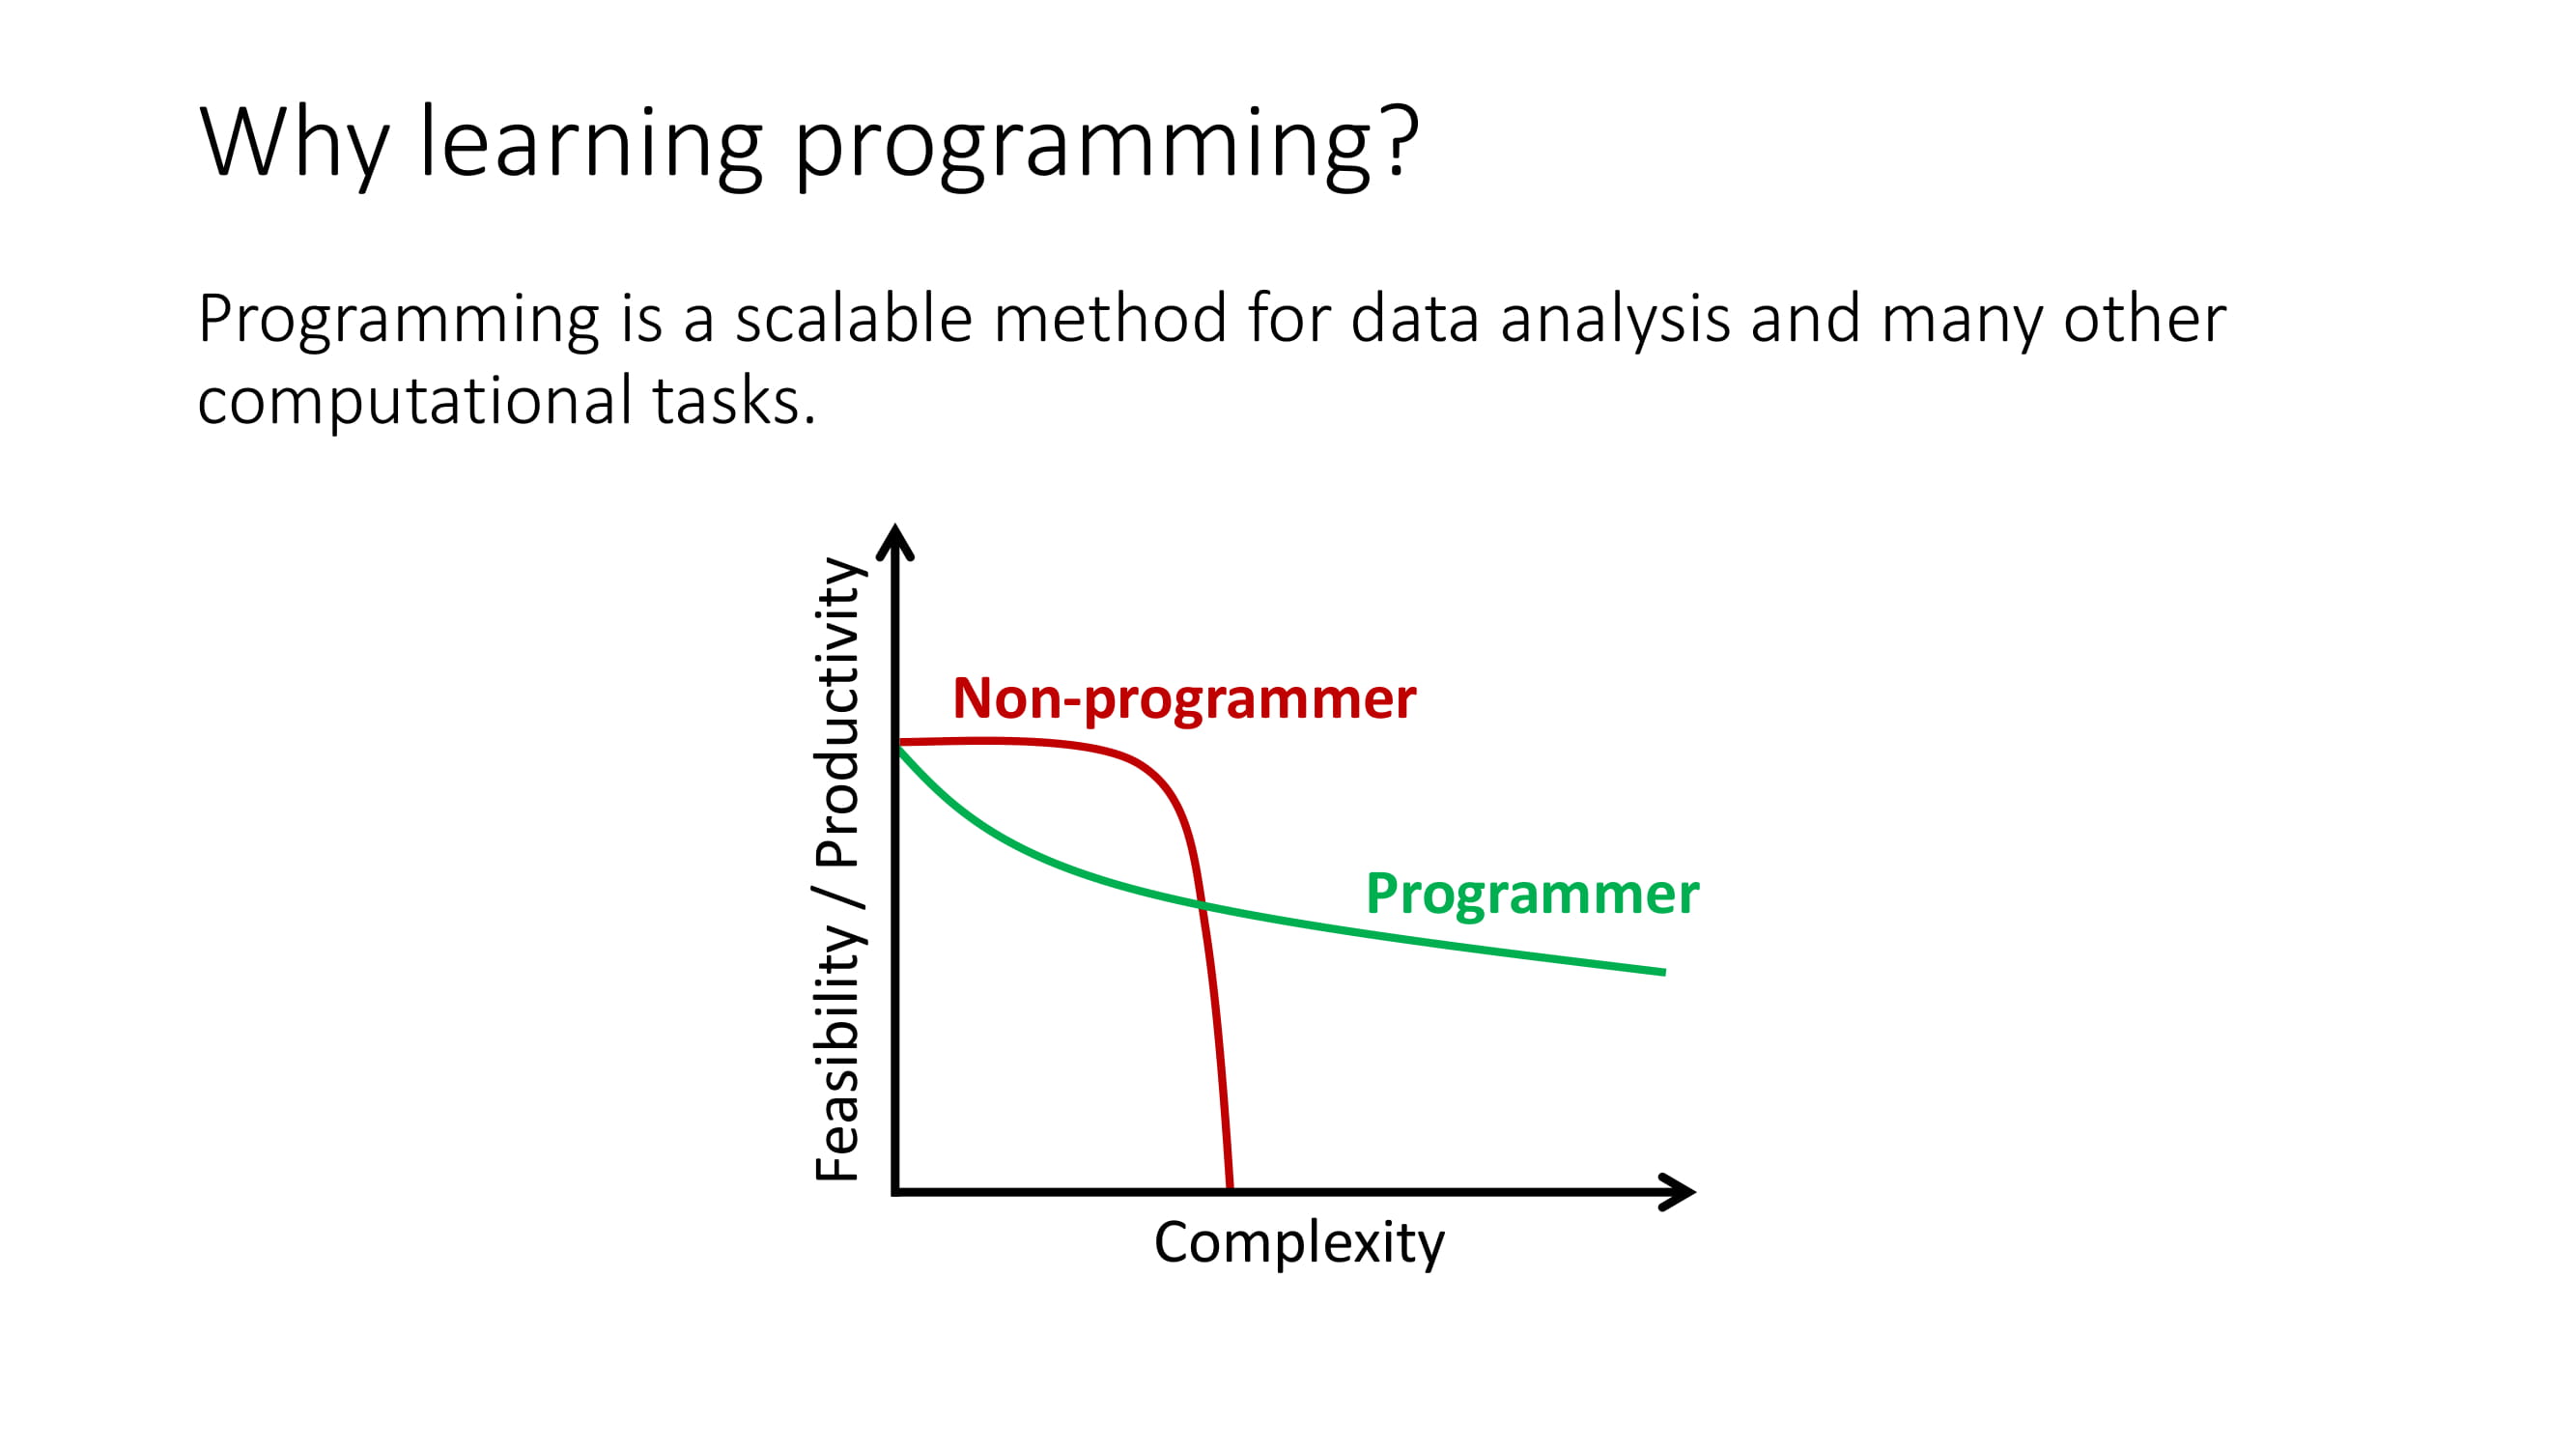 Why learning programming?
Programming is a scalable method for data analysis and many other
computational tasks.
Feasibility / Productivity
Non-programmer
Programmer
Complexity